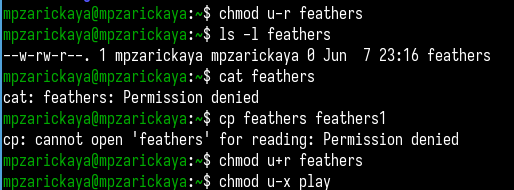 mpzarickaya@mpzarickaya:~$ chmod u-r feathers
mpzarickaya@mpzarickaya:~$ ls -l feathers
--w-rw-r--. 1 mpzarickaya mpzarickaya 0 Jun  7 23:16 feathers
mpzarickaya@mpzarickaya:~$ cat feathers
cat: feathers: Permission denied
mpzarickaya@mpzarickaya:~$ cp feathers feathers1
cp: cannot open 'feathers' for reading: Permission denied
mpzarickaya@mpzarickaya:~$ chmod u+r feathers
mpzarickaya@mpzarickaya:~$ chmod u-x play